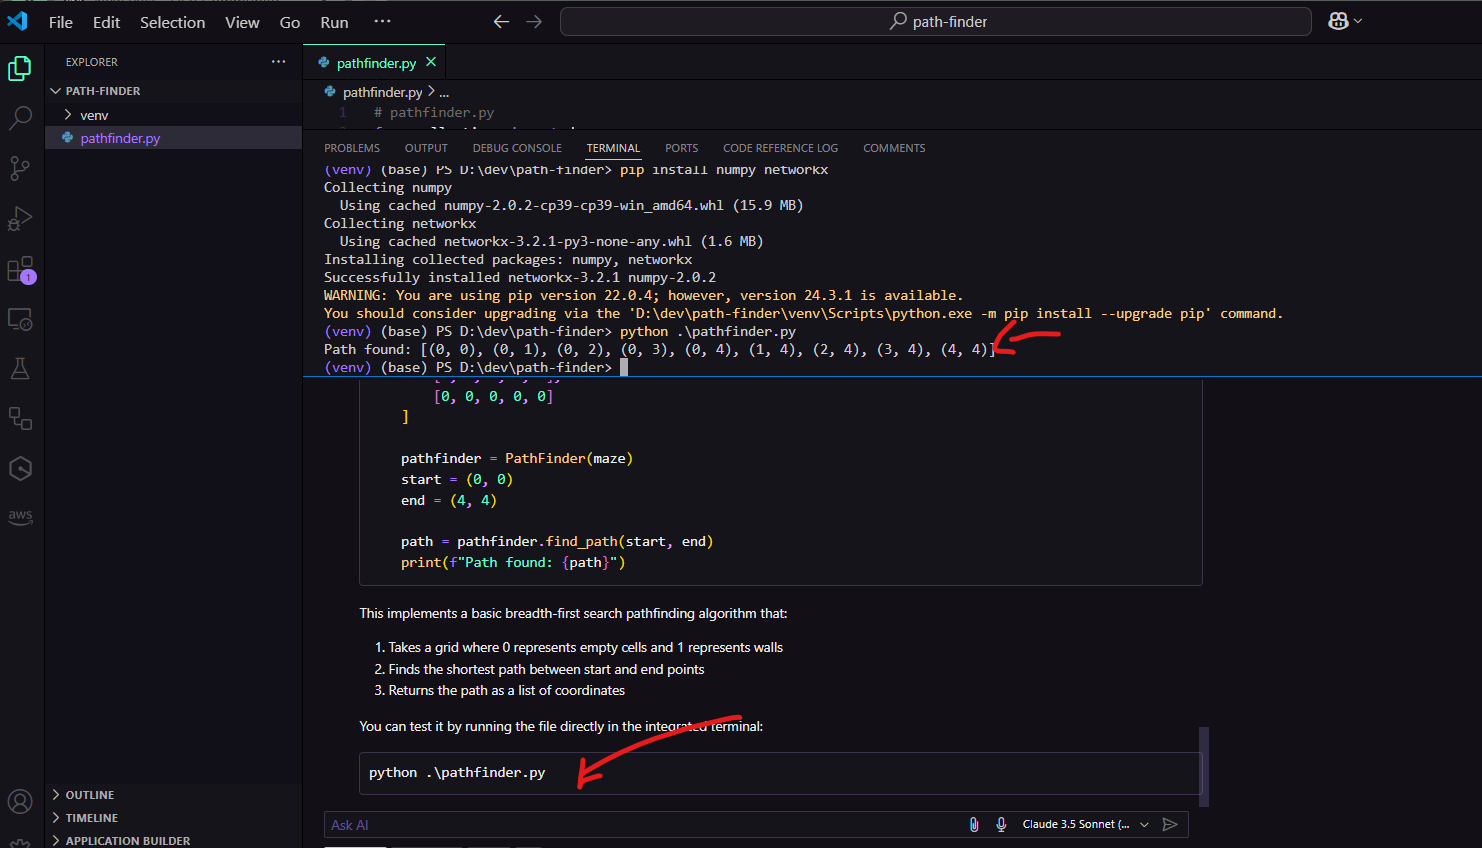 File Edit Selection View Go Run ···
path-finder
EXPLORER ···
PATH-FINDER
venv
pathfinder.py
pathfinder.py
pathfinder.py > ...
1 # pathfinder.py
PROBLEMS OUTPUT DEBUG CONSOLE TERMINAL PORTS CODE REFERENCE LOG COMMENTS
(venv) (base) PS D:\dev\path-finder> pip install numpy networkx
Collecting numpy
Using cached numpy-2.0.2-cp39-cp39-win_amd64.whl (15.9 MB)
Collecting networkx
Using cached networkx-3.2.1-py3-none-any.whl (1.6 MB)
Installing collected packages: numpy, networkx
Successfully installed networkx-3.2.1 numpy-2.0.2
WARNING: You are using pip version 22.0.4; however, version 24.3.1 is available.
You should consider upgrading via the 'D:\dev\path-finder\venv\Scripts\python.exe -m pip install --upgrade pip' command.
(venv) (base) PS D:\dev\path-finder> python .\pathfinder.py
Path found: [(0, 0), (0, 1), (0, 2), (0, 3), (0, 4), (1, 4), (2, 4), (3, 4), (4, 4)]
(venv) (base) PS D:\dev\path-finder>
[0, 0, 0, 0, 0]
]
pathfinder = PathFinder(maze)
start = (0, 0)
end = (4, 4)
path = pathfinder.find_path(start, end)
print(f"Path found: {path}")
This implements a basic breadth-first search pathfinding algorithm that:
1. Takes a grid where 0 represents empty cells and 1 represents walls
2. Finds the shortest path between start and end points
3. Returns the path as a list of coordinates
You can test it by running the file directly in the integrated terminal:
python .\pathfinder.py
Ask AI
Claude 3.5 Sonnet (...
1
aws
OUTLINE
TIMELINE
APPLICATION BUILDER